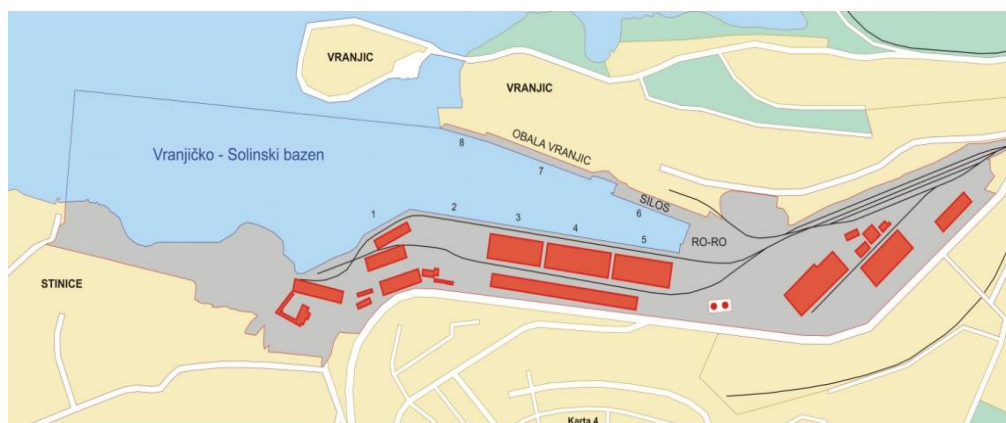 VRANJIC
VRANJIC
OBALA VRANJIC
8
Vranjičko - Solinski bazen
7
SILOS
1
2
3
4
5
6
RO-RO
STINICE
Karta 4